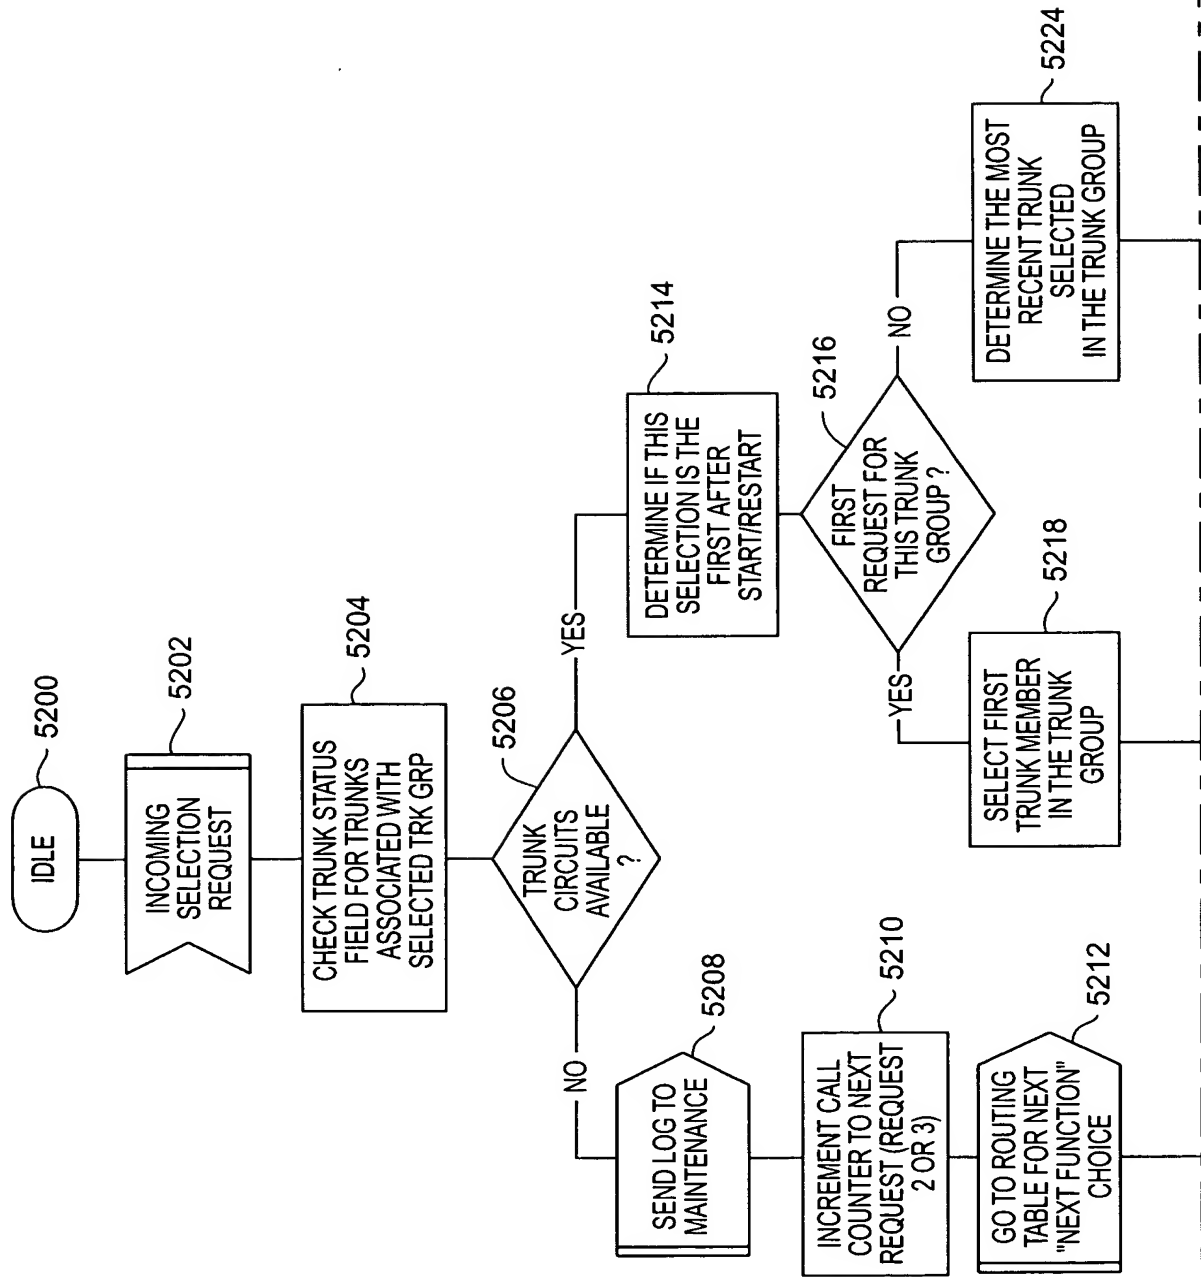 IDLE
5200
INCOMING
SELECTION
REQUEST
5202
CHECK TRUNK STATUS
FIELD FOR TRUNKS
ASSOCIATED WITH
SELECTED TRK GRP
5204
TRUNK
CIRCUITS
AVAILABLE
?
5206
NO
YES
SEND LOG TO
MAINTENANCE
5208
INCREMENT CALL
COUNTER TO NEXT
REQUEST (REQUEST
2 OR 3)
5210
GO TO ROUTING
TABLE FOR NEXT
"NEXT FUNCTION"
CHOICE
5212
DETERMINE IF THIS
SELECTION IS THE
FIRST AFTER
START/RESTART
5214
FIRST
REQUEST FOR
THIS TRUNK
GROUP ?
5216
YES
NO
SELECT FIRST
TRUNK MEMBER
IN THE TRUNK
GROUP
5218
DETERMINE THE MOST
RECENT TRUNK
SELECTED
IN THE TRUNK GROUP
5224